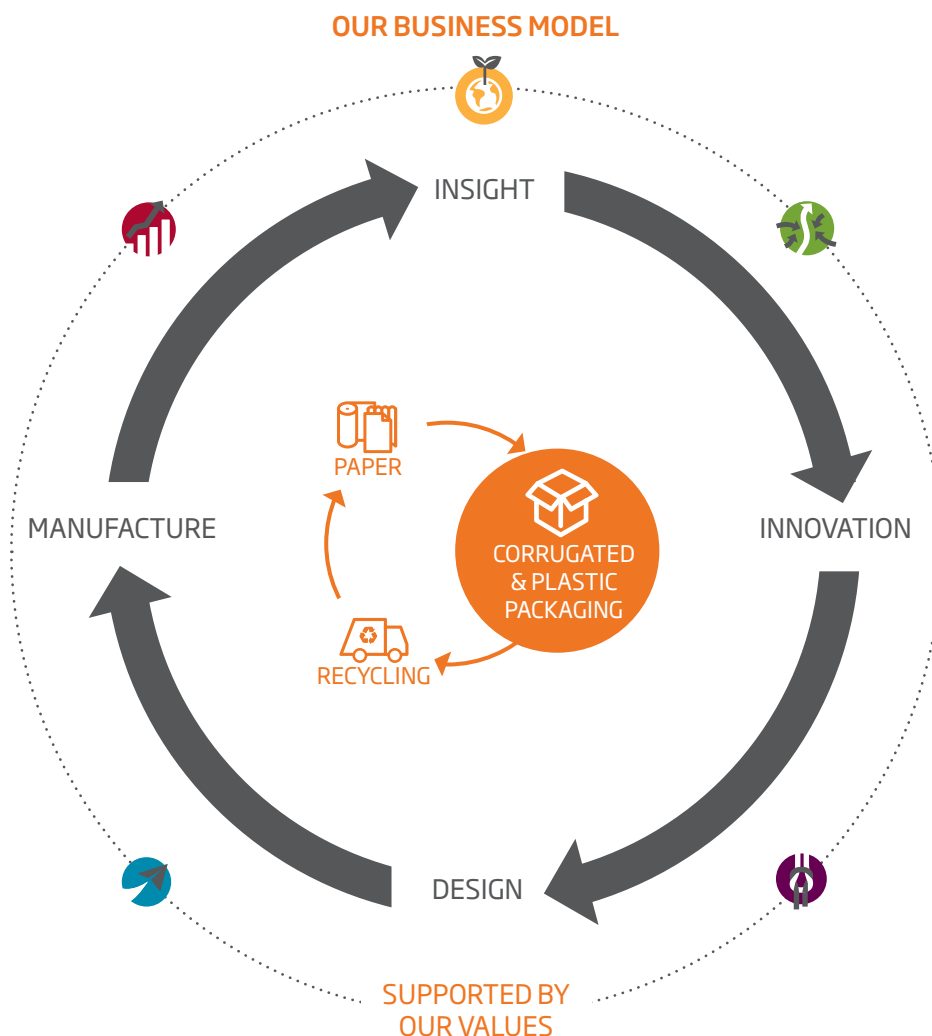 OUR BUSINESS MODEL
INSIGHT
PAPER
CORRUGATED
& PLASTIC
PACKAGING
MANUFACTURE
INNOVATION
RECYCLING
DESIGN
SUPPORTED BY
OUR VALUES